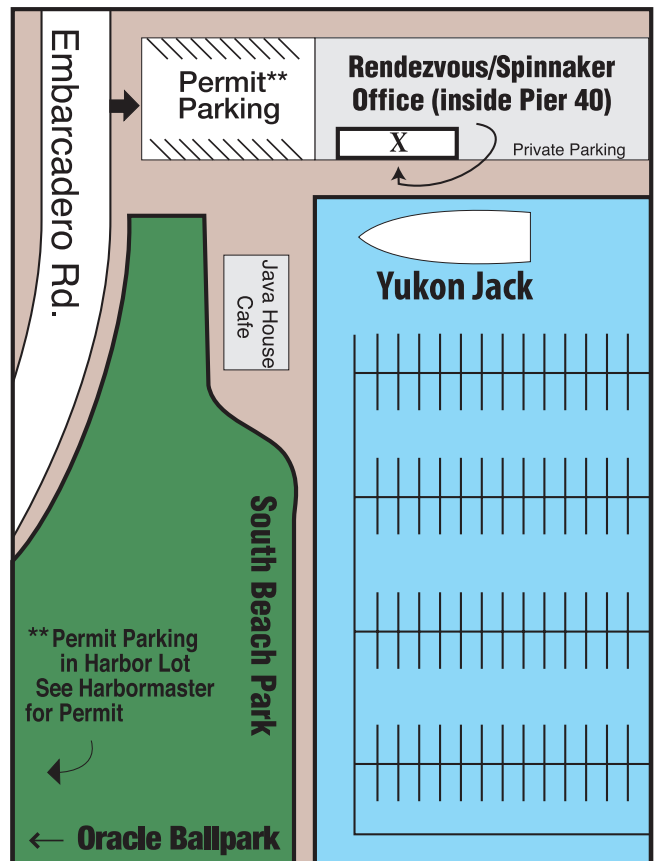 Embarcadero Rd.
Permit**
Parking
Rendezvous/Spinnaker
Office (inside Pier 40)
X
Private Parking
Yukon Jack
Java House
Cafe
South Beach Park
**Permit Parking
in Harbor Lot
See Harbormaster
for Permit
← Oracle Ballpark